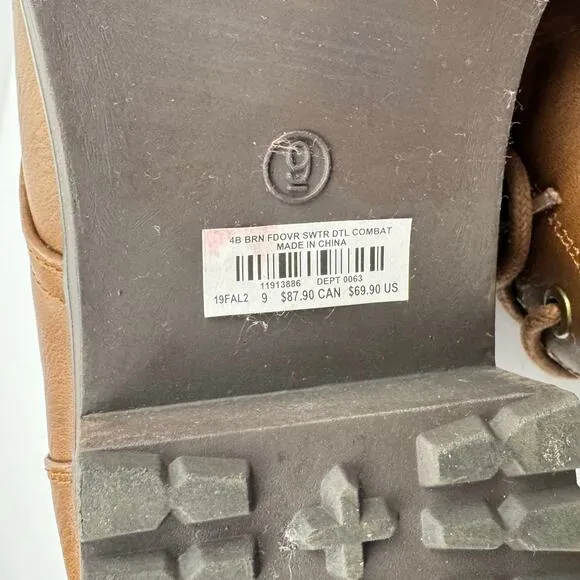 9
4B BRN FDOVR SWTR DTL COMBAT
MADE IN CHINA
11913886 DEPT 0063
19FAL2 9 $87.90 CAN $69.90 US